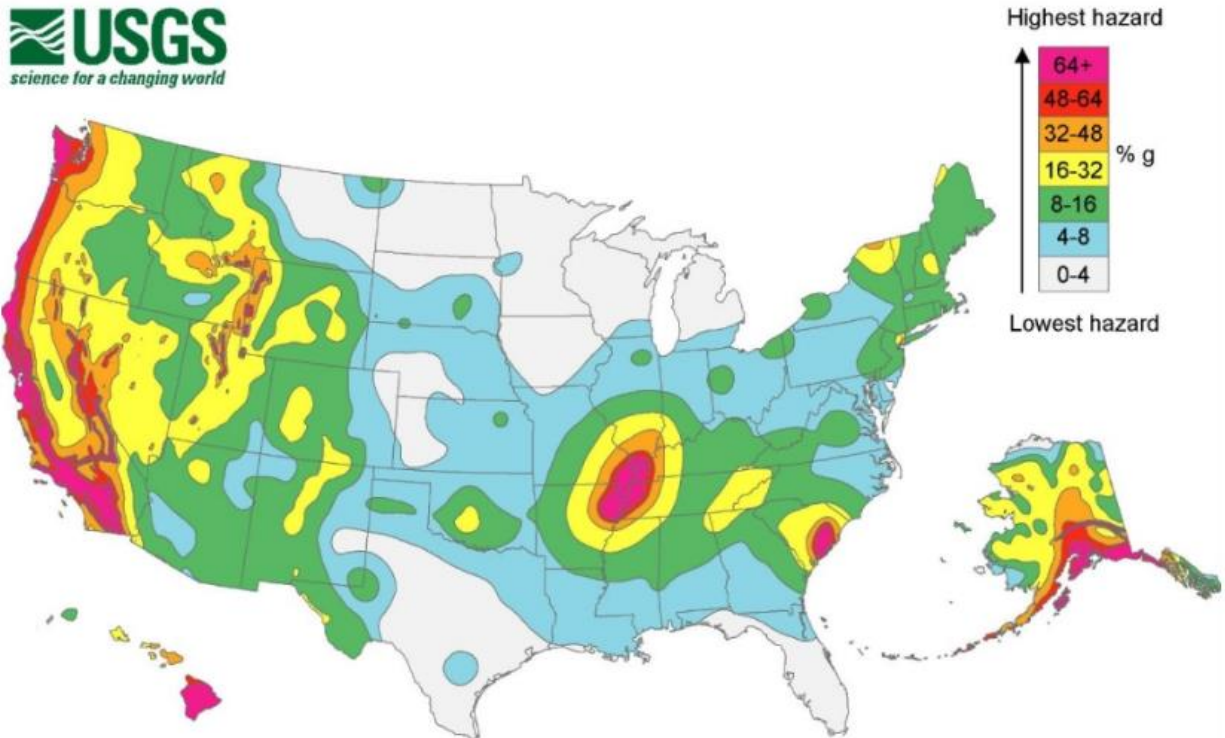 USGS
science for a changing world
Highest hazard
64+
48-64
32-48
16-32
8-16
4-8
0-4
% g
Lowest hazard